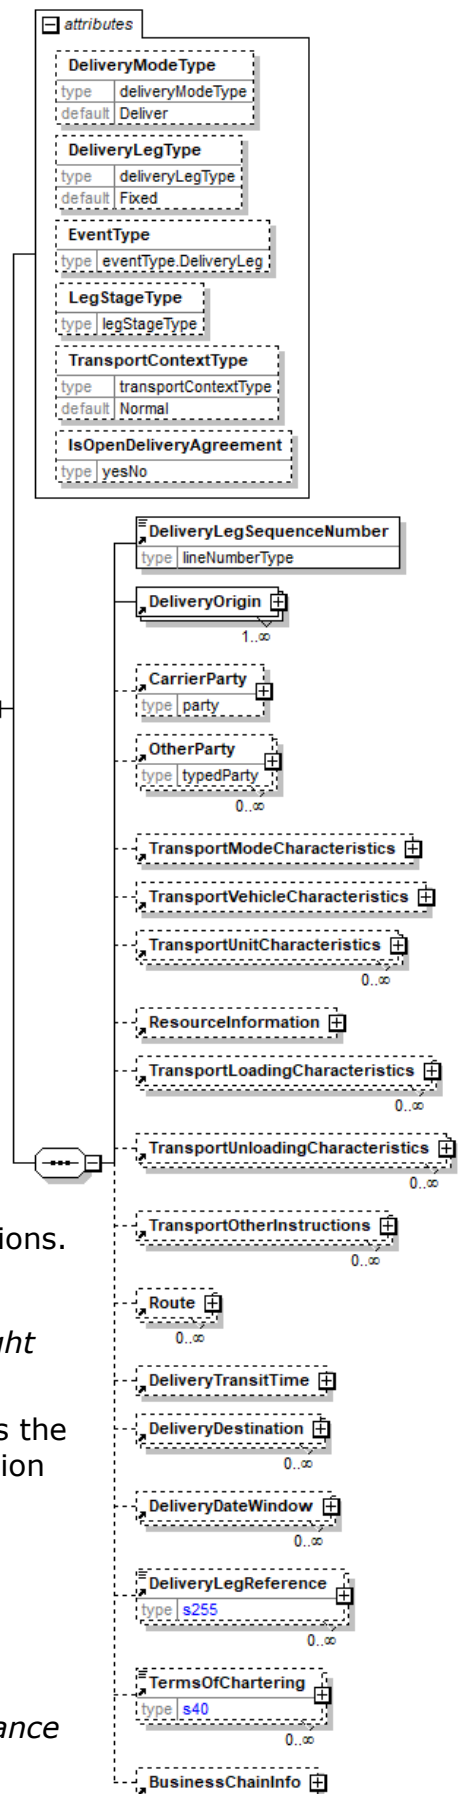 attributes
DeliveryModeType
type deliveryModeType
default Deliver
DeliveryLegType
type deliveryLegType
default Fixed
EventType
type eventType.DeliveryLeg
LegStageType
type legStageType
TransportContextType
type transportContextType
default Normal
IsOpenDeliveryAgreement
type yesNo
DeliveryLegSequenceNumber
type lineNumberType
DeliveryOrigin
1..∞
CarrierParty
type party
OtherParty
type typedParty
0..∞
TransportModeCharacteristics
TransportVehicleCharacteristics
TransportUnitCharacteristics
0..∞
ResourceInformation
TransportLoadingCharacteristics
0..∞
TransportUnloadingCharacteristics
0..∞
TransportOtherInstructions
ions.
0..∞
Route
0..∞
ght
DeliveryTransitTime
s the
DeliveryDestination
0..∞
ion
DeliveryDateWindow
0..∞
DeliveryLegReference
type s255
0..∞
TermsOfChartering
type s40
0..∞
ance
BusinessChainInfo